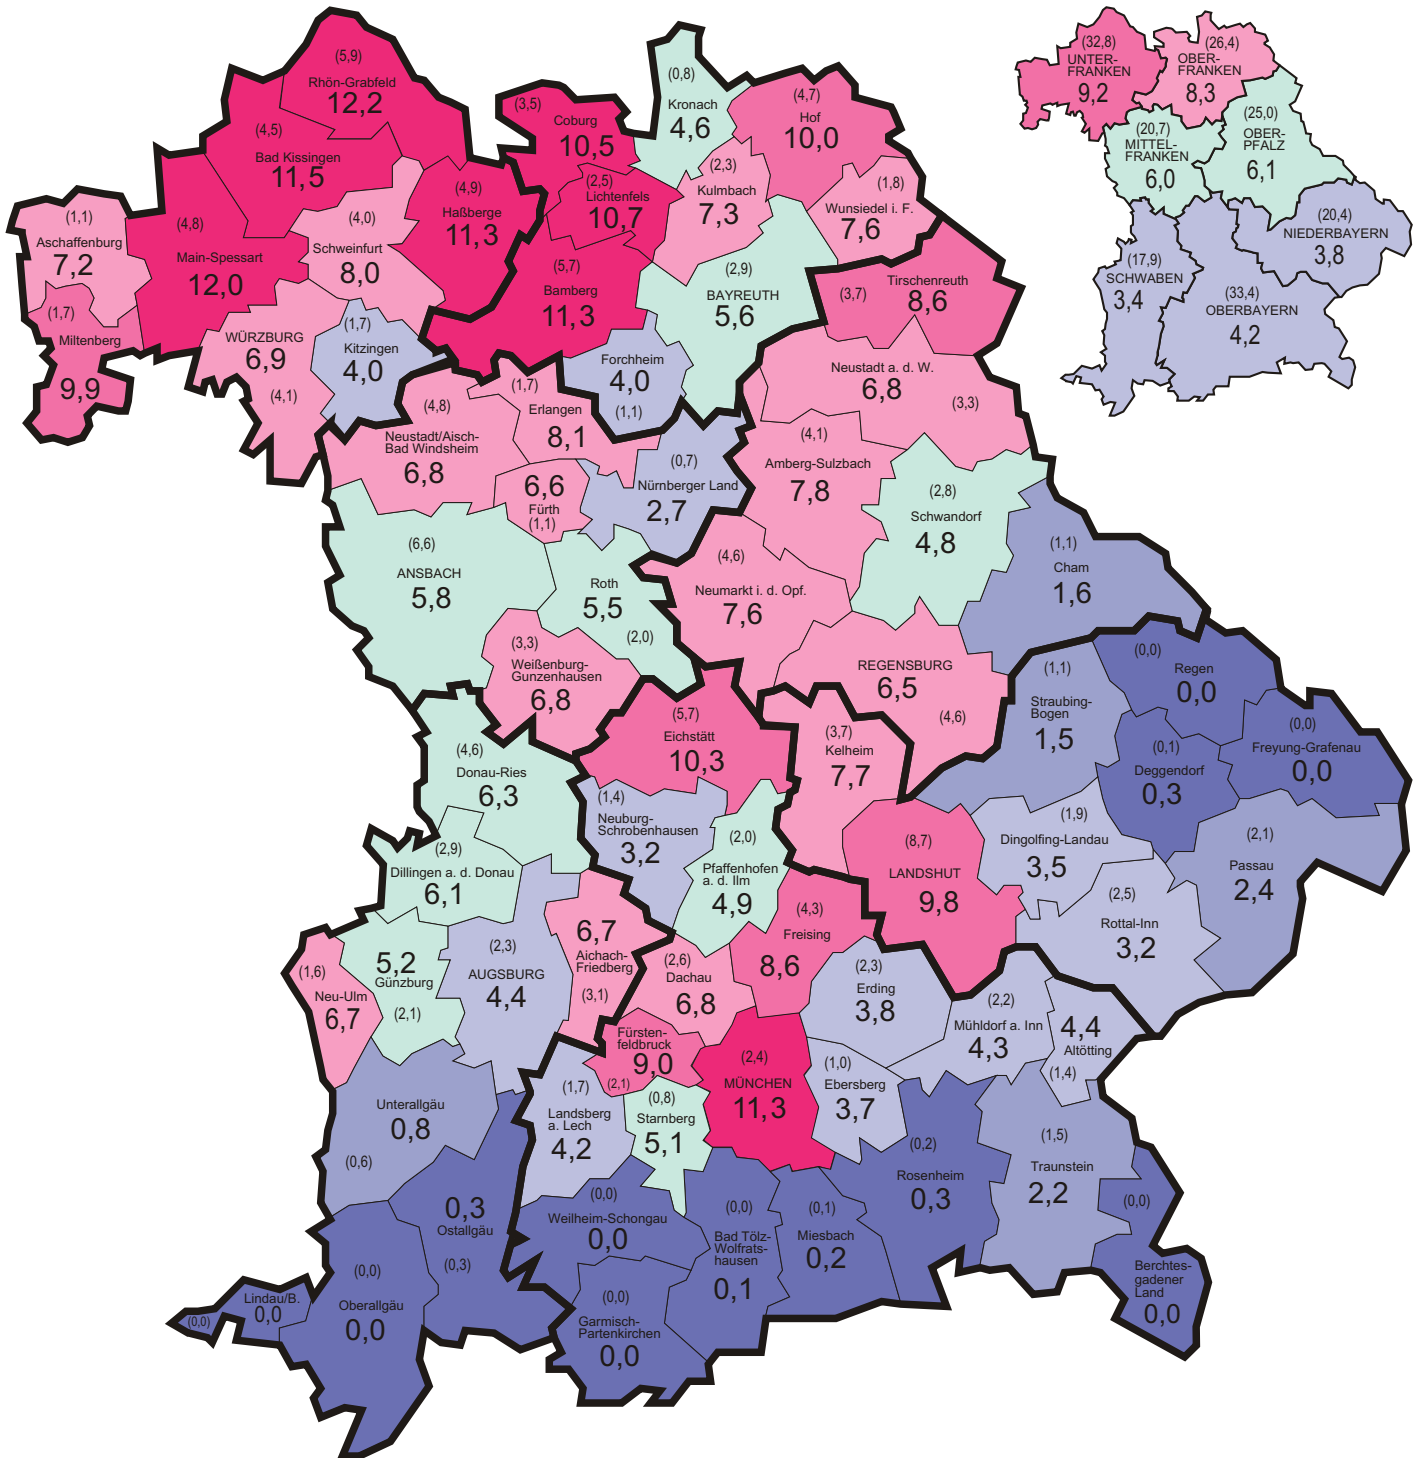 (5,9)
Rhön-Grabfeld
12,2
(4,5)
Bad Kissingen
11,5
(4,9)
Haßberge
11,3
(4,0)
Schweinfurt
8,0
(4,8)
Main-Spessart
12,0
(1,1)
Aschaffenburg
7,2
(1,7)
Miltenberg
9,9
WÜRZBURG
6,9
(4,1)
(1,7)
Kitzingen
4,0
(3,5)
Coburg
10,5
(2,5)
Lichtenfels
10,7
(5,7)
Bamberg
11,3
(0,8)
Kronach
4,6
(4,7)
Hof
10,0
(2,3)
Kulmbach
7,3
(1,8)
Wunsiedel i. F.
7,6
(2,9)
BAYREUTH
5,6
Forchheim
4,0
(1,1)
(3,7)
Tirschenreuth
8,6
Neustadt a. d. W.
6,8
(3,3)
(4,1)
Amberg-Sulzbach
7,8
(2,8)
Schwandorf
4,8
(1,1)
Cham
1,6
(4,6)
Neumarkt i. d. Opf.
7,6
REGENSBURG
6,5
(4,6)
(4,8)
Neustadt/Aisch-
Bad Windsheim
6,8
(1,7)
Erlangen
8,1
6,6
Fürth
(1,1)
(0,7)
Nürnberger Land
2,7
(6,6)
ANSBACH
5,8
Roth
5,5
(2,0)
(3,3)
Weißenburg-
Gunzenhausen
6,8
(1,1)
Straubing-
Bogen
1,5
(0,0)
Regen
0,0
(0,0)
Freyung-Grafenau
0,0
(0,1)
Deggendorf
0,3
(2,1)
Passau
2,4
(1,9)
Dingolfing-Landau
3,5
(2,5)
Rottal-Inn
3,2
(3,7)
Kelheim
7,7
(8,7)
LANDSHUT
9,8
(4,6)
Donau-Ries
6,3
(2,9)
Dillingen a. d. Donau
6,1
5,2
Günzburg
(2,1)
(1,6)
Neu-Ulm
6,7
(2,3)
AUGSBURG
4,4
6,7
Aichach-
Friedberg
(3,1)
Unterallgäu
0,8
(0,6)
0,3
Ostallgäu
(0,3)
(0,0)
Oberallgäu
0,0
Lindau/B.
0,0
(0,0)
(5,7)
Eichstätt
10,3
(1,4)
Neuburg-
Schrobenhausen
3,2
(2,0)
Pfaffenhofen
a. d. Ilm
4,9
(4,3)
Freising
8,6
(2,6)
Dachau
6,8
(2,3)
Erding
3,8
(2,2)
Mühldorf a. Inn
4,3
4,4
Altötting
(1,4)
Fürsten-
feldbruck
9,0
(2,1)
(2,4)
MÜNCHEN
11,3
(1,0)
Ebersberg
3,7
(1,7)
Landsberg
a. Lech
4,2
(0,8)
Starnberg
5,1
(0,2)
Rosenheim
0,3
(1,5)
Traunstein
2,2
(0,0)
Berchtes-
gadener
Land
0,0
(0,0)
Weilheim-Schongau
0,0
(0,0)
Bad Tölz-
Wolfrats-
hausen
0,1
(0,1)
Miesbach
0,2
(0,0)
Garmisch-
Partenkirchen
0,0
(32,8)
UNTER-
FRANKEN
9,2
(26,4)
OBER-
FRANKEN
8,3
(20,7)
MITTEL-
FRANKEN
6,0
(25,0)
OBER-
PFALZ
6,1
(20,4)
NIEDERBAYERN
3,8
(17,9)
SCHWABEN
3,4
(33,4)
OBERBAYERN
4,2